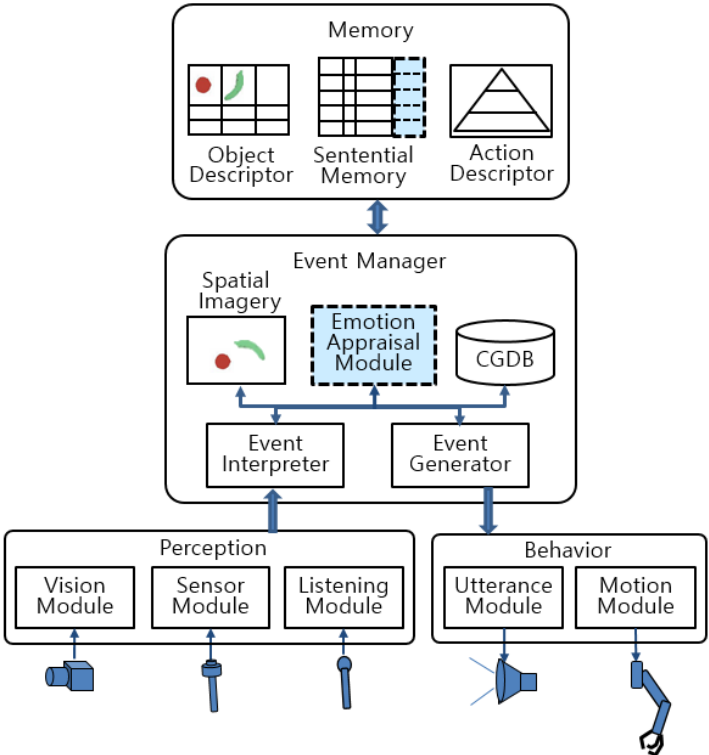 Memory
Object
Descriptor
Sentential
Memory
Action
Descriptor
Event Manager
Spatial
Imagery
Emotion
Appraisal
Module
CGDB
Event
Interpreter
Event
Generator
Perception
Vision
Module
Sensor
Module
Listening
Module
Behavior
Utterance
Module
Motion
Module